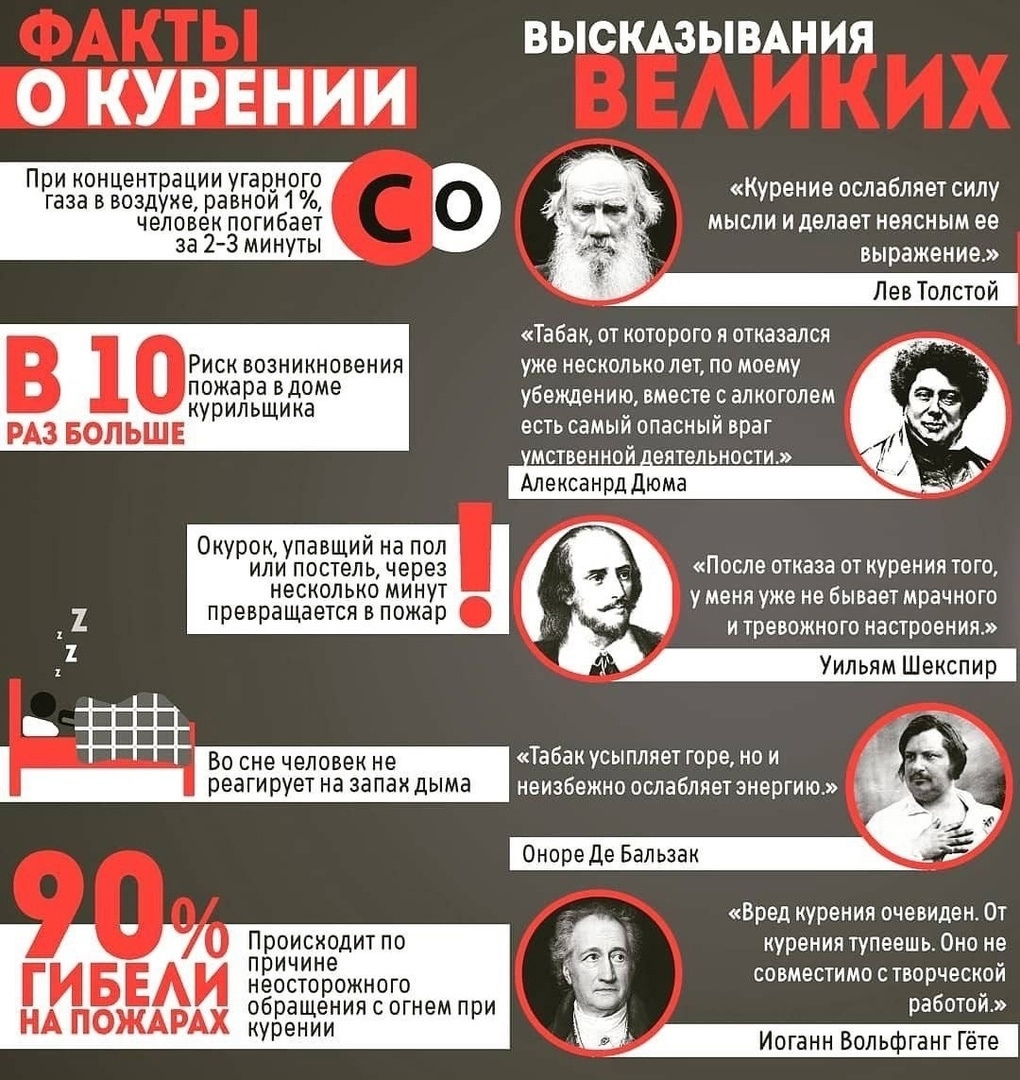 ФАКТЫ
О КУРЕНИИ
При концентрации угарного
газа в воздухе, равной 1%,
человек погибает
за 2-3 минуты
CO
В 10
РАЗ БОЛЬШЕ
Риск возникновения
пожара в доме
курильщика
Окурок, упавщий на пол
или постель, через
несколько минут
превращается в пожар
!
z
z
z
z
Во сне человек не
реагирует на запах дыма
90%
ГИБЕЛИ
НА ПОЖАРАХ
Происходит по
причине
неосторожного
обращения с огнем при
курении
ВЫСКАЗЫВАНИЯ
ВЕЛИКИХ
«Курение ослабляет силу
мысли и делает неясным ее
выражение.»
Лев Толстой
«Табак, от которого я отказался
уже несколько лет, по моему
убеждению, вместе с алкоголем
есть самый опасный враг
умственной деятельности.»
Алексанрд Дюма
«После отказа от курения того,
у меня уже не бывает мрачного
и тревожного настроения.»
Уильям Шекспир
«Табак усыпляет горе, но и
неизбежно ослабляет энергию.»
Оноре Де Бальзак
«Вред курения очевиден. От
курения тупеешь. Оно не
совместимо с творческой
работой.»
Иоганн Вольфганг Гёте